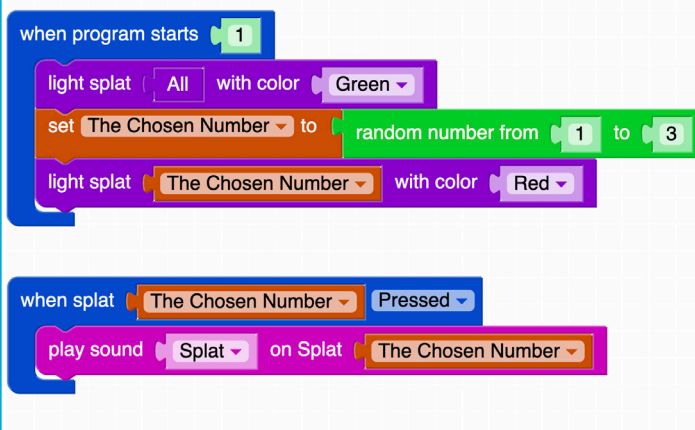 when program starts 1
light splat All with color Green
set The Chosen Number to random number from 1 to 3
light splat The Chosen Number with color Red
when splat The Chosen Number Pressed
play sound Splat on Splat The Chosen Number